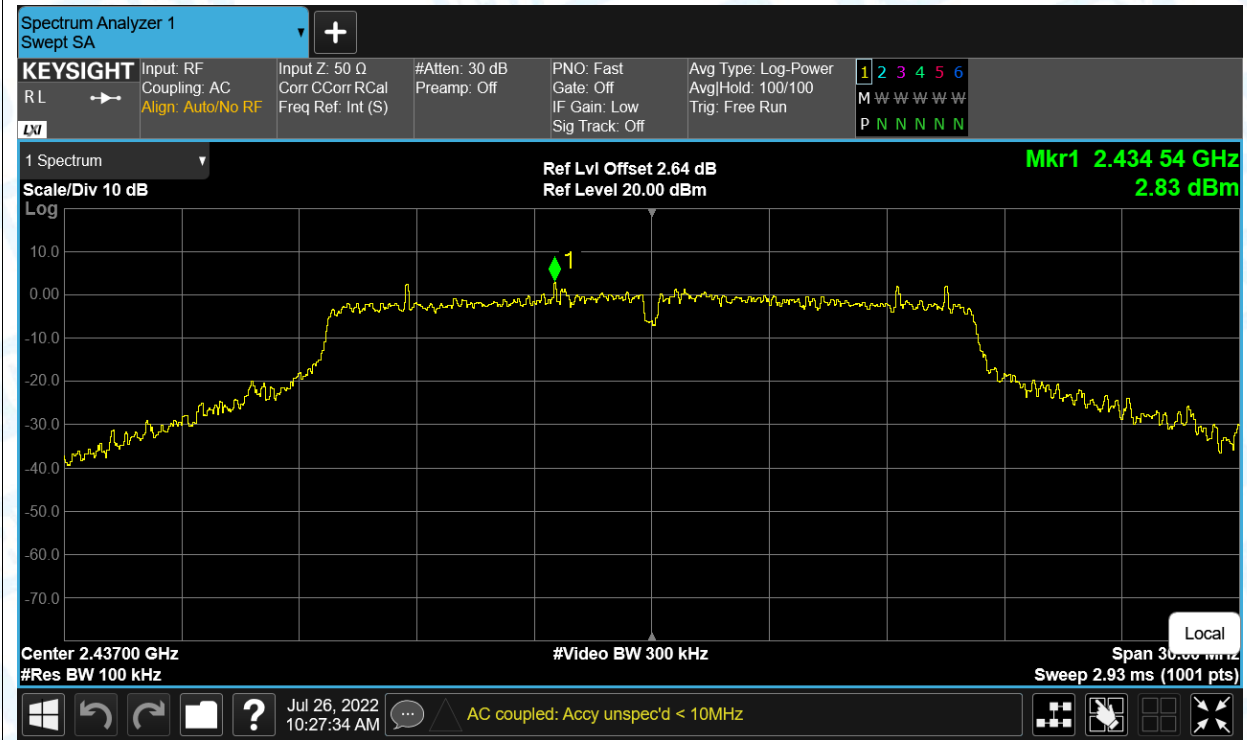 Spectrum Analyzer 1
Swept SA
+
KEYSIGHT
R L
LXI
Input: RF
Coupling: AC
Align: Auto/No RF
Input Z: 50 Ω
Corr CCorr RCal
Freq Ref: Int (S)
#Atten: 30 dB
Preamp: Off
PNO: Fast
Gate: Off
IF Gain: Low
Sig Track: Off
Avg Type: Log-Power
Avg|Hold: 100/100
Trig: Free Run
1 2 3 4 5 6
M W W W W W W
P N N N N N N
1 Spectrum
Scale/Div 10 dB
Log
Ref Lvl Offset 2.64 dB
Ref Level 20.00 dBm
Mkr1 2.434 54 GHz
2.83 dBm
1
10.0
0.00
-10.0
-20.0
-30.0
-40.0
-50.0
-60.0
-70.0
Local
Center 2.43700 GHz
#Video BW 300 kHz
Span 30.00 MHz
#Res BW 100 kHz
Sweep 2.93 ms (1001 pts)
?
Jul 26, 2022
10:27:34 AM
AC coupled: Accy unspec'd < 10MHz